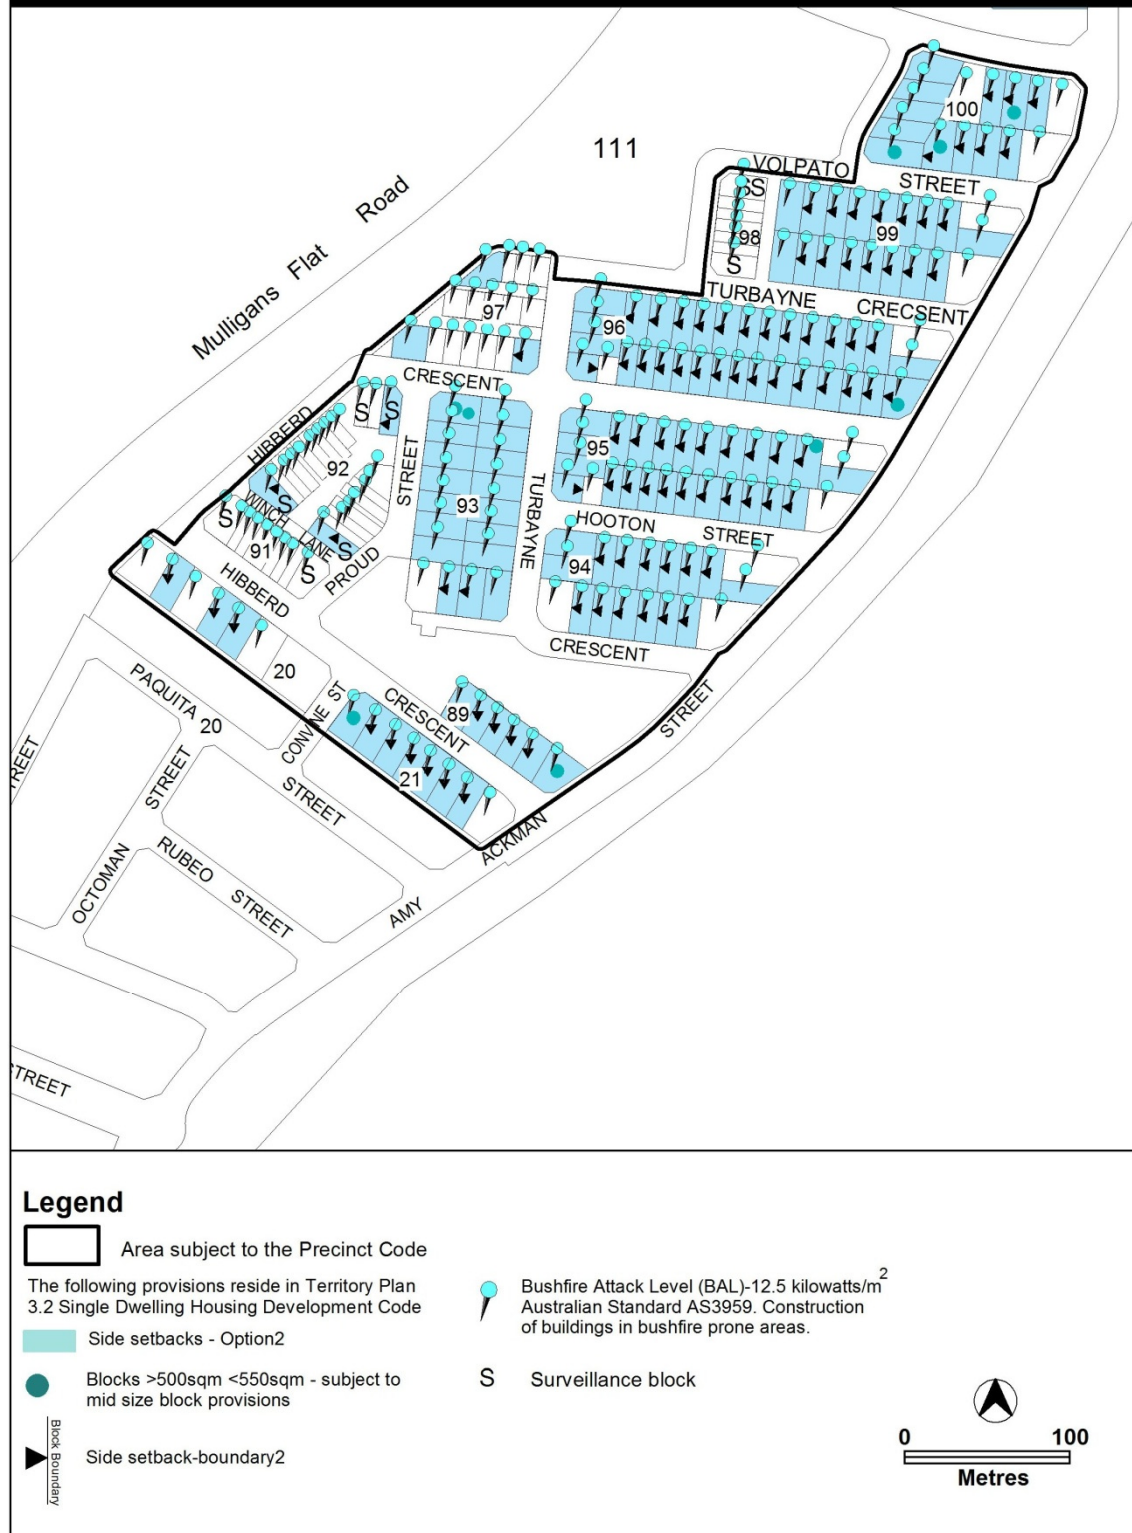 100
111
VOLPATO
STREET
Mulligans Flat Road
SS
98
99
S
TURBAYNE
CRECSENT
97
96
CRESCENT
S
S
HIBBERD
92
STREET
95
S
WINCH
LANE
S
91
S
S
93
TURBAYNE
HOOTON
STREET
94
PROUD
HIBBERD
CRESCENT
20
PAQUITA
20
CONVINE ST
CRESCENT
89
STREET
21
REET
STREET
STREET
ACKMAN
OCTOMAN
RUBEO
STREET
AMY
TREET
Legend
Area subject to the Precinct Code
The following provisions reside in Territory Plan
3.2 Single Dwelling Housing Development Code
Side setbacks - Option2
Blocks >500sqm <550sqm - subject to
mid size block provisions
Block Boundary
Side setback-boundary2
Bushfire Attack Level (BAL)-12.5 kilowatts/m2
Australian Standard AS3959. Construction
of buildings in bushfire prone areas.
S
Surveillance block
0 100
Metres